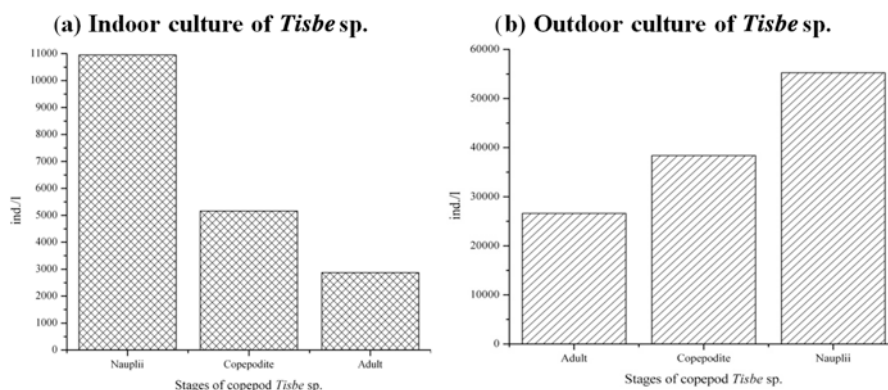 (a) Indoor culture of Tisbe sp.
11000
10000
9000
8000
7000
6000
5000
4000
3000
2000
1000
0
ind./l
Nauplii Copepodite Adult
Stages of copepod Tisbe sp.
(b) Outdoor culture of Tisbe sp.
60000
50000
40000
30000
20000
10000
0
ind./l
Adult Copepodite Nauplii
Stages of copepod Tisbe sp.